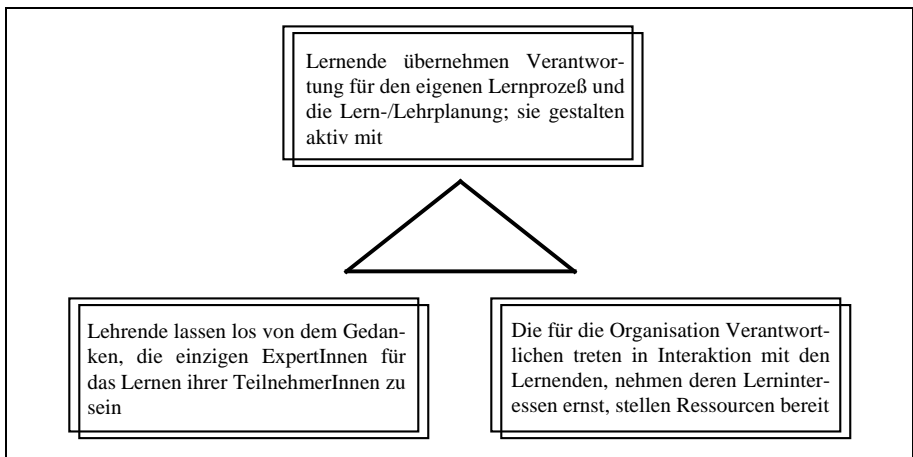 Lernende übernehmen Verantwor-
tung für den eigenen Lernprozeß und
die Lern-/Lehrplanung; sie gestalten
aktiv mit
Lehrende lassen los von dem Gedan-
ken, die einzigen ExpertInnen für
das Lernen ihrer TeilnehmerInnen zu
sein
Die für die Organisation Verantwort-
lichen treten in Interaktion mit den
Lernenden, nehmen deren Lerninter-
essen ernst, stellen Ressourcen bereit